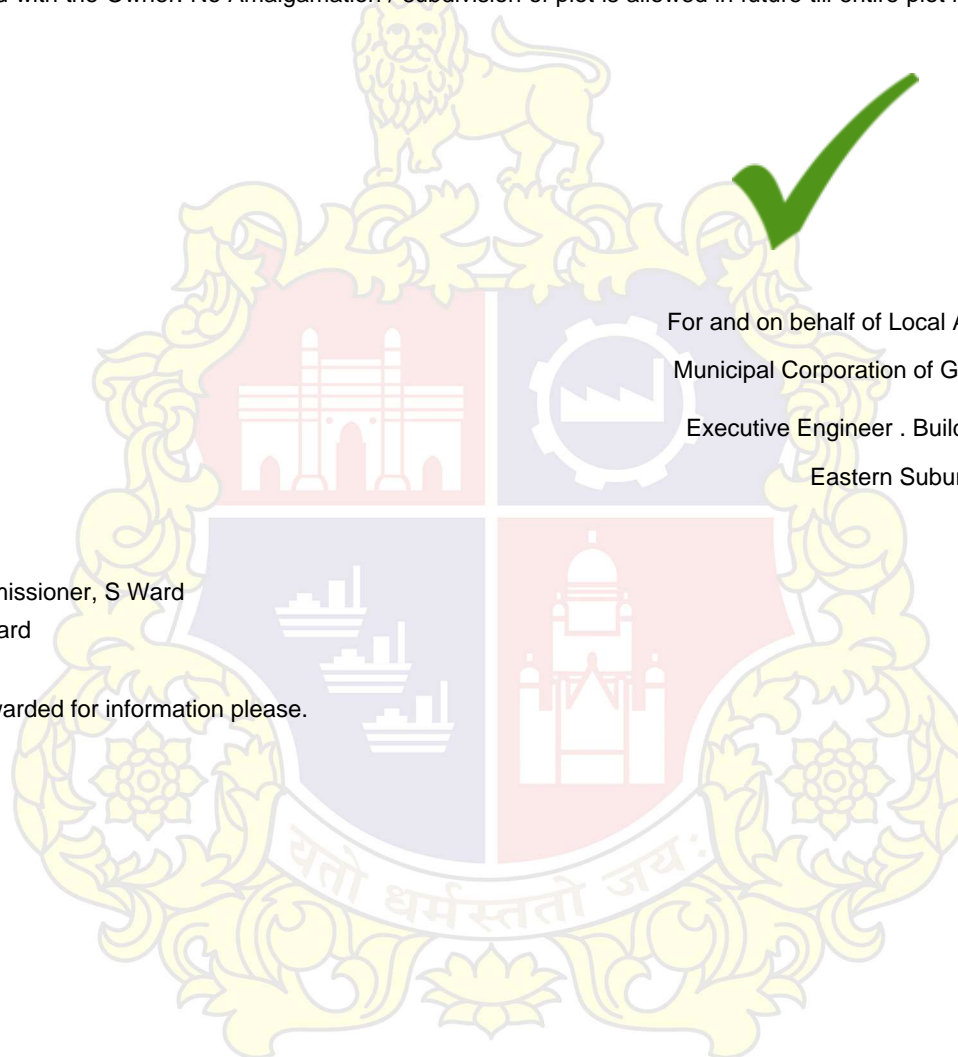 with the Owner. No Amalgamation / subdivision of plot is allowed in future till entire plot
For and on behalf of Local
Municipal Corporation of G
Executive Engineer . Build
Eastern Subur
missioner, S Ward
ard
warded for information please.
यतो धर्मस्ततो जय: